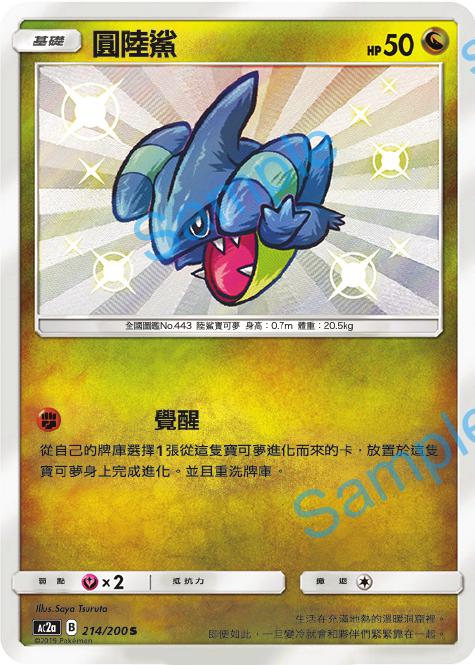 基礎 圓陸鯊 HP 50
Sample
全國圖鑑No.443 陸鯊寶可夢 身高：0.7m 體重：20.5kg
覺醒
從自己的牌庫選擇1張從這隻寶可夢進化而來的卡，放置於這隻
寶可夢身上完成進化。並且重洗牌庫。
Sample
弱點 ×2 抵抗力 撤退
Illus.Saya Tsuruta
AC2a B 214/200 S
©2019 Pokémon
生活在充滿地熱的溫暖洞窟裡。
即使如此，一旦變冷就會和夥伴們緊緊靠在一起。